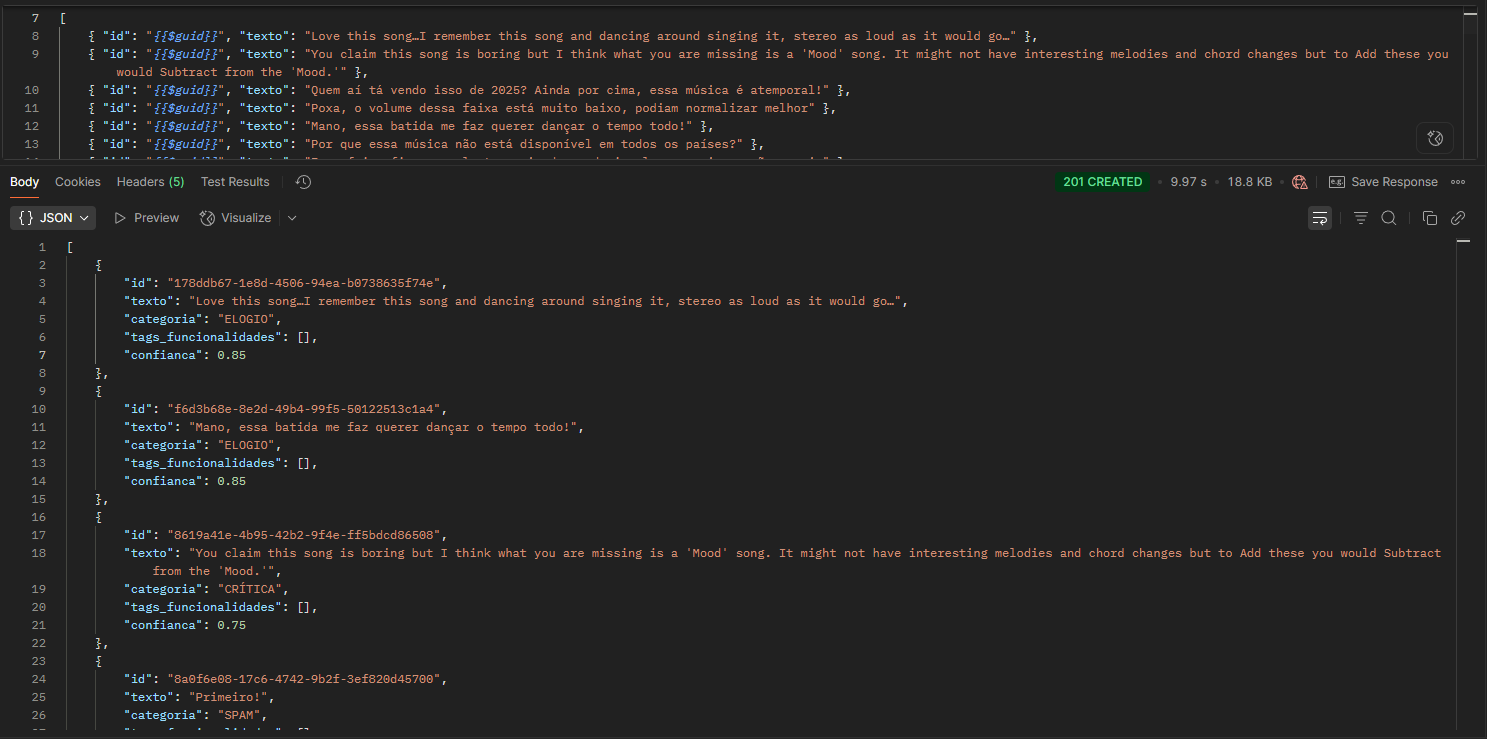 7 [
8 { "id": "{{$guid}}", "texto": "Love this song…I remember this song and dancing around singing it, stereo as loud as it would go…" },
9 { "id": "{{$guid}}", "texto": "You claim this song is boring but I think what you are missing is a 'Mood' song. It might not have interesting melodies and chord changes but to Add these you
would Subtract from the 'Mood.'" },
10 { "id": "{{$guid}}", "texto": "Quem aí tá vendo isso de 2025? Ainda por cima, essa música é atemporal!" },
11 { "id": "{{$guid}}", "texto": "Poxa, o volume dessa faixa está muito baixo, podiam normalizar melhor" },
12 { "id": "{{$guid}}", "texto": "Mano, essa batida me faz querer dançar o tempo todo!" },
13 { "id": "{{$guid}}", "texto": "Por que essa música não está disponível em todos os países?" },
Body Cookies Headers (5) Test Results 201 CREATED • 9.97 s • 18.8 KB • e.g. Save Response
{} JSON Preview Visualize
1 [
2 {
3 "id": "178ddb67-1e8d-4506-94ea-b0738635f74e",
4 "texto": "Love this song…I remember this song and dancing around singing it, stereo as loud as it would go…",
5 "categoria": "ELOGIO",
6 "tags_funcionalidades": [],
7 "confianca": 0.85
8 },
9 {
10 "id": "f6d3b68e-8e2d-49b4-99f5-50122513c1a4",
11 "texto": "Mano, essa batida me faz querer dançar o tempo todo!",
12 "categoria": "ELOGIO",
13 "tags_funcionalidades": [],
14 "confianca": 0.85
15 },
16 {
17 "id": "8619a41e-4b95-42b2-9f4e-ff5bdcd86508",
18 "texto": "You claim this song is boring but I think what you are missing is a 'Mood' song. It might not have interesting melodies and chord changes but to Add these you would Subtract
from the 'Mood.'",
19 "categoria": "CRÍTICA",
20 "tags_funcionalidades": [],
21 "confianca": 0.75
22 },
23 {
24 "id": "8a0f6e08-17c6-4742-9b2f-3ef820d45700",
25 "texto": "Primeiro!",
26 "categoria": "SPAM",